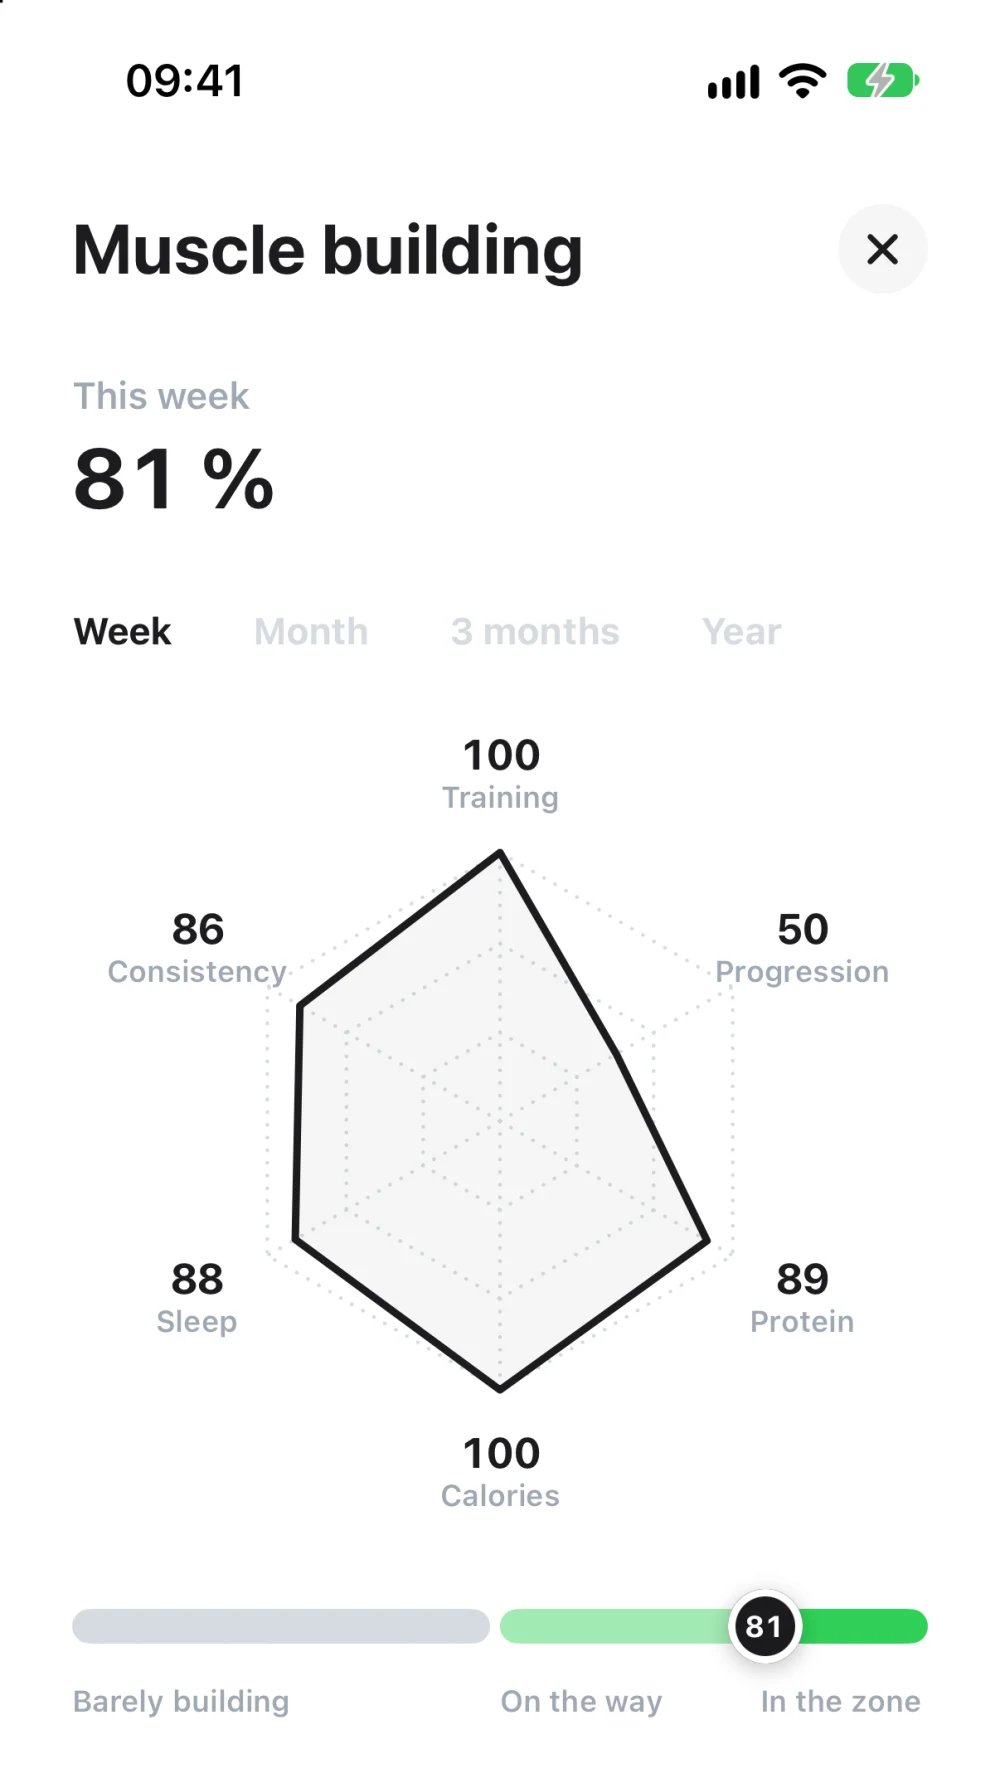 09:41
Muscle building
This week
81 %
Week Month 3 months Year
100
Training
86
Consistency
50
Progression
88
Sleep
89
Protein
100
Calories
81
Barely building On the way In the zone